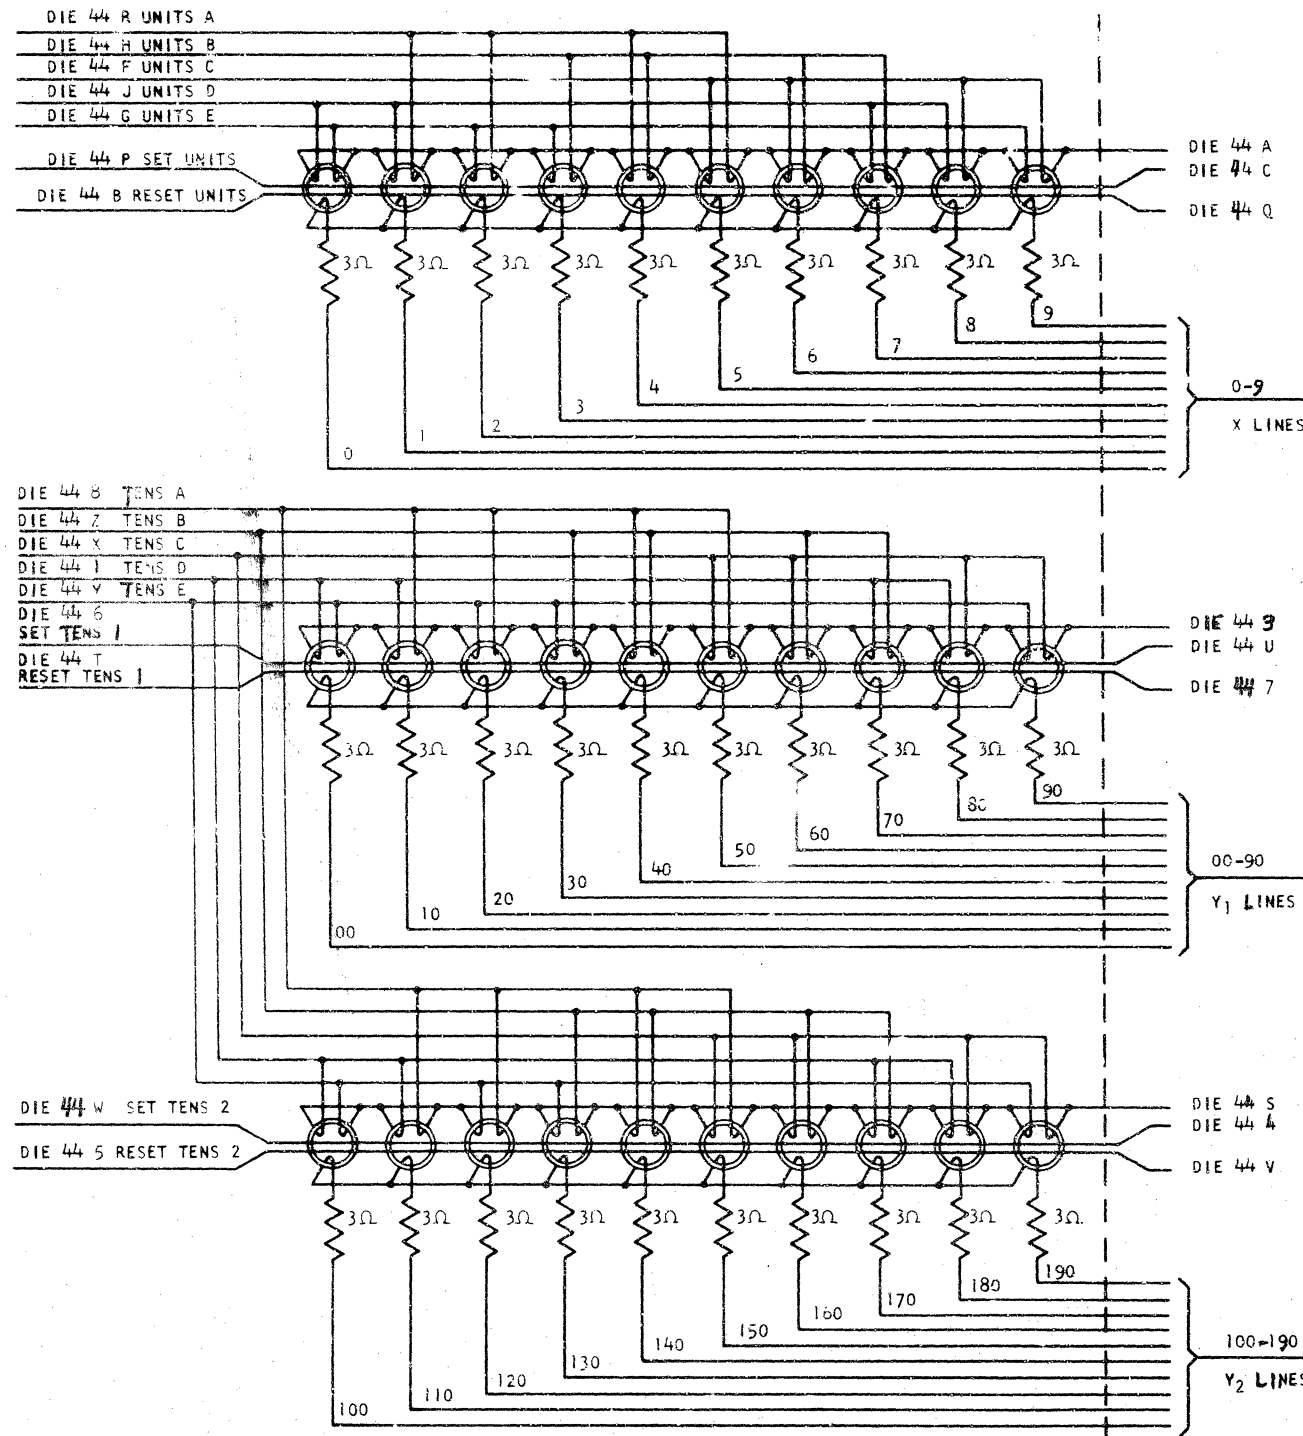 DIE 44 R UNITS A
DIE 44 H UNITS B
DIE 44 F UNITS C
DIE 44 J UNITS D
DIE 44 G UNITS E
DIE 44 P SET UNITS
DIE 44 B RESET UNITS
DIE 44 A
DIE 44 C
DIE 44 Q
3Ω 3Ω 3Ω 3Ω 3Ω 3Ω 3Ω 3Ω 3Ω 3Ω
9
8
7
6
5
4
3
2
1
0
0-9
X LINES
DIE 44 8 TENS A
DIE 44 Z TENS B
DIE 44 X TENS C
DIE 44 1 TENS D
DIE 44 Y TENS E
DIE 44 6
SET TENS 1
DIE 44 T
RESET TENS 1
DIE 44 9
DIE 44 U
DIE 44 7
3Ω 3Ω 3Ω 3Ω 3Ω 3Ω 3Ω 3Ω 3Ω 3Ω
90
80
70
60
50
40
30
20
10
00
00-90
Y₁ LINES
DIE 44 W SET TENS 2
DIE 44 5 RESET TENS 2
DIE 44 S
DIE 44 4
DIE 44 V
3Ω 3Ω 3Ω 3Ω 3Ω 3Ω 3Ω 3Ω 3Ω 3Ω
190
180
170
160
150
140
130
120
110
100
100-190
Y₂ LINES